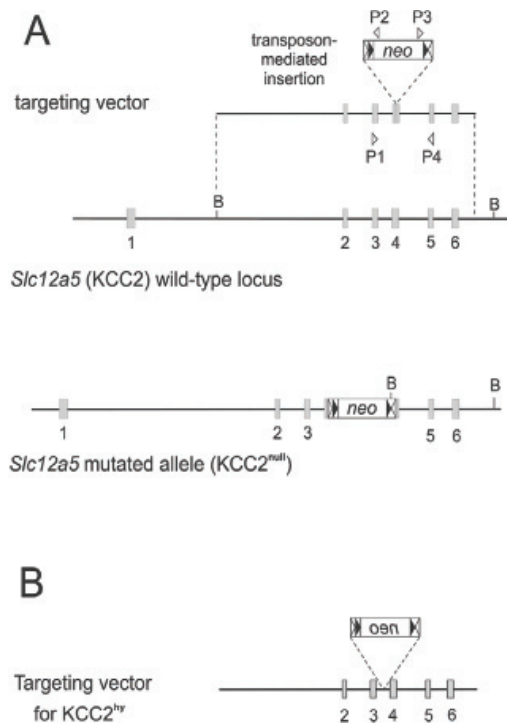 A
P2 P3
transposon-
mediated
insertion
neo
targeting vector
P1 P4
B B
1 2 3 4 5 6
Slc12a5 (KCC2) wild-type locus
B B
neo
1 2 3 5 6
Slc12a5 mutated allele (KCC2null)
B
neo
Targeting vector
for KCC2hy
2 3 4 5 6